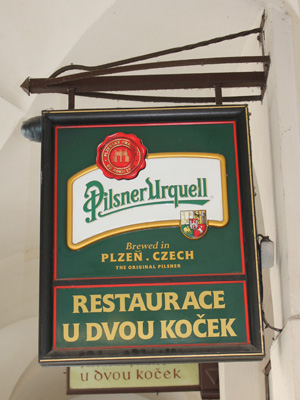 Pilsner Urquell
Brewed in
PLZEŇ . CZECH
THE ORIGINAL PILSNER
RESTAURACE
U DVOU KOČEK
u dvou koček